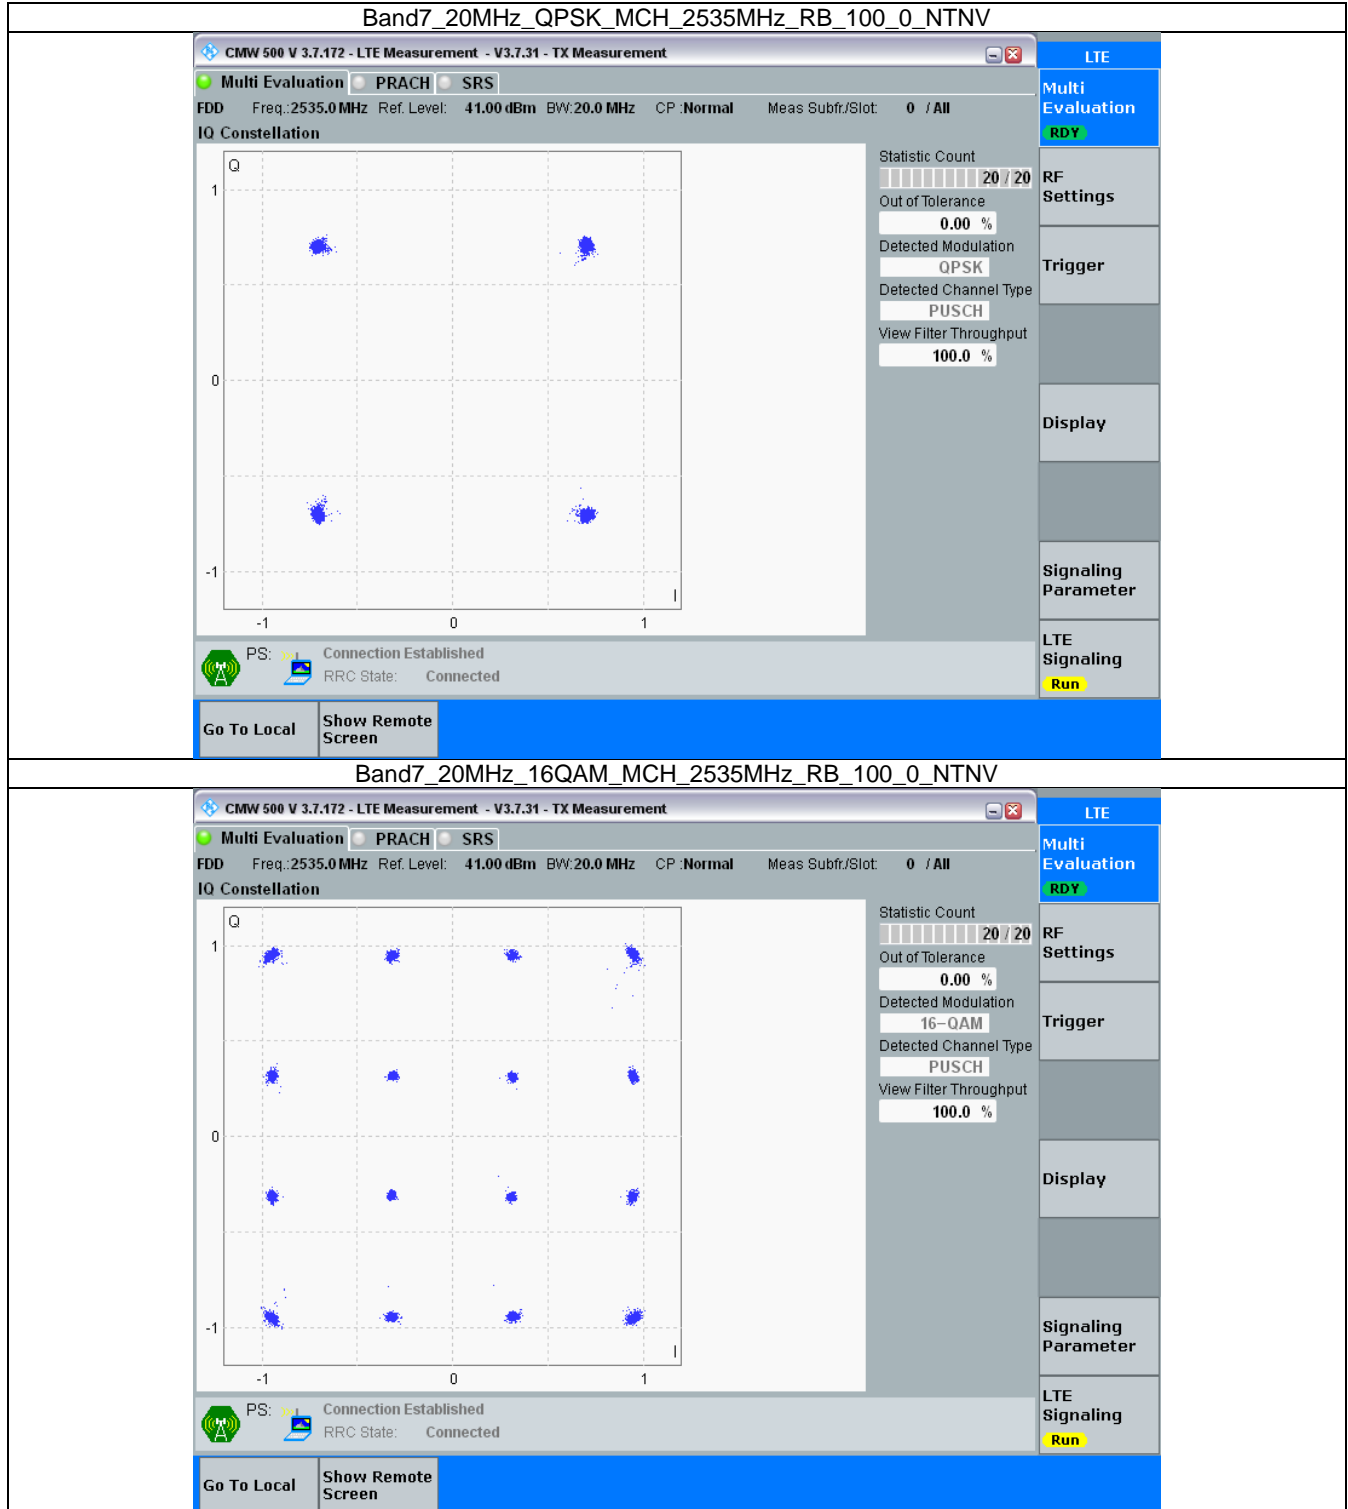 Band7_20MHz_QPSK_MCH_2535MHz_RB_100_0_NTNV
CMW 500 V 3.7.172 - LTE Measurement - V3.7.31 - TX Measurement
LTE
Multi Evaluation PRACH SRS
Multi
Evaluation
RDY
FDD Freq.:2535.0 MHz Ref. Level: 41.00 dBm BW:20.0 MHz CP :Normal Meas Subfr./Slot: 0 / All
IQ Constellation
Q
1
0
-1
I
-1 0 1
Statistic Count
20 / 20
Out of Tolerance
0.00 %
Detected Modulation
QPSK
Detected Channel Type
PUSCH
View Filter Throughput
100.0 %
RF
Settings
Trigger
Display
Signaling
Parameter
LTE
Signaling
Run
PS: Connection Established
RRC State: Connected
Go To Local
Show Remote
Screen
Band7_20MHz_16QAM_MCH_2535MHz_RB_100_0_NTNV
CMW 500 V 3.7.172 - LTE Measurement - V3.7.31 - TX Measurement
LTE
Multi Evaluation PRACH SRS
Multi
Evaluation
RDY
FDD Freq.:2535.0 MHz Ref. Level: 41.00 dBm BW:20.0 MHz CP :Normal Meas Subfr./Slot: 0 / All
IQ Constellation
Q
1
0
-1
I
-1 0 1
Statistic Count
20 / 20
Out of Tolerance
0.00 %
Detected Modulation
16-QAM
Detected Channel Type
PUSCH
View Filter Throughput
100.0 %
RF
Settings
Trigger
Display
Signaling
Parameter
LTE
Signaling
Run
PS: Connection Established
RRC State: Connected
Go To Local
Show Remote
Screen